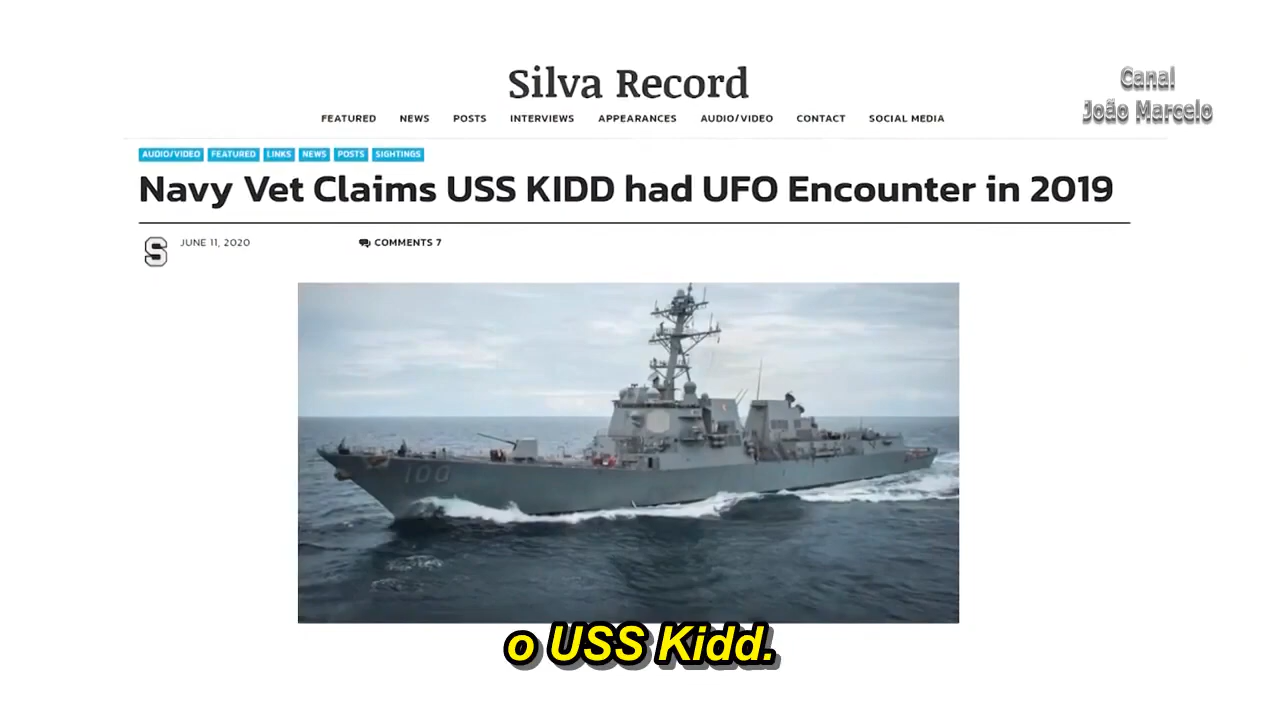 Silva Record
Canal
João Marcelo
FEATURED NEWS POSTS INTERVIEWS APPEARANCES AUDIO/VIDEO CONTACT SOCIAL MEDIA
AUDIO/VIDEO FEATURED LINKS NEWS POSTS SIGHTINGS
Navy Vet Claims USS KIDD had UFO Encounter in 2019
S JUNE 11, 2020 COMMENTS 7
100
o USS Kidd.